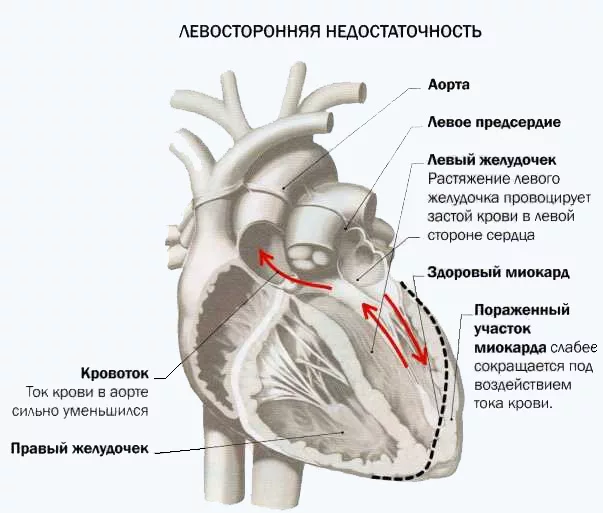 ЛЕВОСТОРОННЯЯ НЕДОСТАТОЧНОСТЬ
Аорта
Левое предсердие
Левый желудочек
Растяжение левого
желудочка провоцирует
застой крови в левой
стороне сердца
Здоровый миокард
Пораженный
участок
миокарда слабее
сокращается под
воздействием
тока крови.
Кровоток
Ток крови в аорте
сильно уменьшился
Правый желудочек